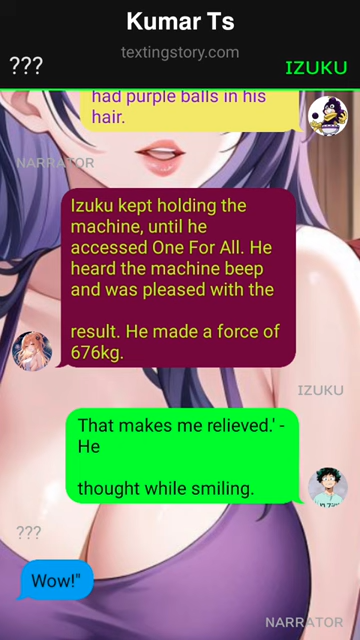 Kumar Ts
textingstory.com
???
IZUKU
had purple balls in his
hair.
NARRATOR
Izuku kept holding the
machine, until he
accessed One For All. He
heard the machine beep
and was pleased with the
result. He made a force of
676kg.
IZUKU
That makes me relieved.' -
He
thought while smiling.
???
Wow!"
NARRATOR